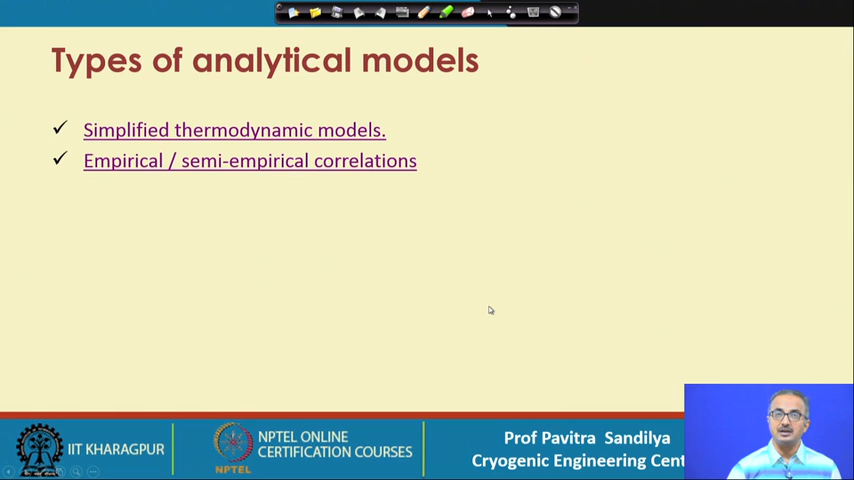 Types of analytical models
Simplified thermodynamic models.
Empirical / semi-empirical correlations
IIT KHARAGPUR
NPTEL
NPTEL ONLINE
CERTIFICATION COURSES
Prof Pavitra Sandilya
Cryogenic Engineering Cent